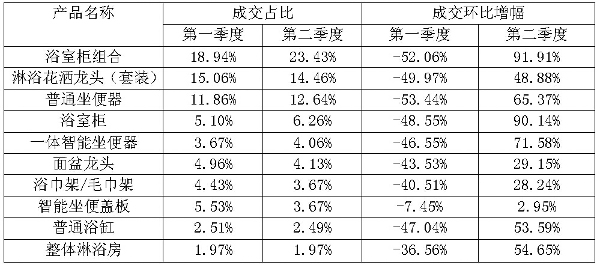 产品名称 成交占比 成交环比增幅
第一季度 第二季度 第一季度 第二季度
浴室柜组合 18.94% 23.43% -52.06% 91.91%
淋浴花洒龙头（套装） 15.06% 14.46% -49.97% 48.88%
普通坐便器 11.86% 12.64% -53.44% 65.37%
浴室柜 5.10% 6.26% -48.55% 90.14%
一体智能坐便器 3.67% 4.06% -46.55% 71.58%
面盆龙头 4.96% 4.13% -43.53% 29.15%
浴巾架/毛巾架 4.43% 3.67% -40.51% 28.24%
智能坐便盖板 5.53% 3.67% -7.45% 2.95%
普通浴缸 2.51% 2.49% -47.04% 53.59%
整体淋浴房 1.97% 1.97% -36.56% 54.65%